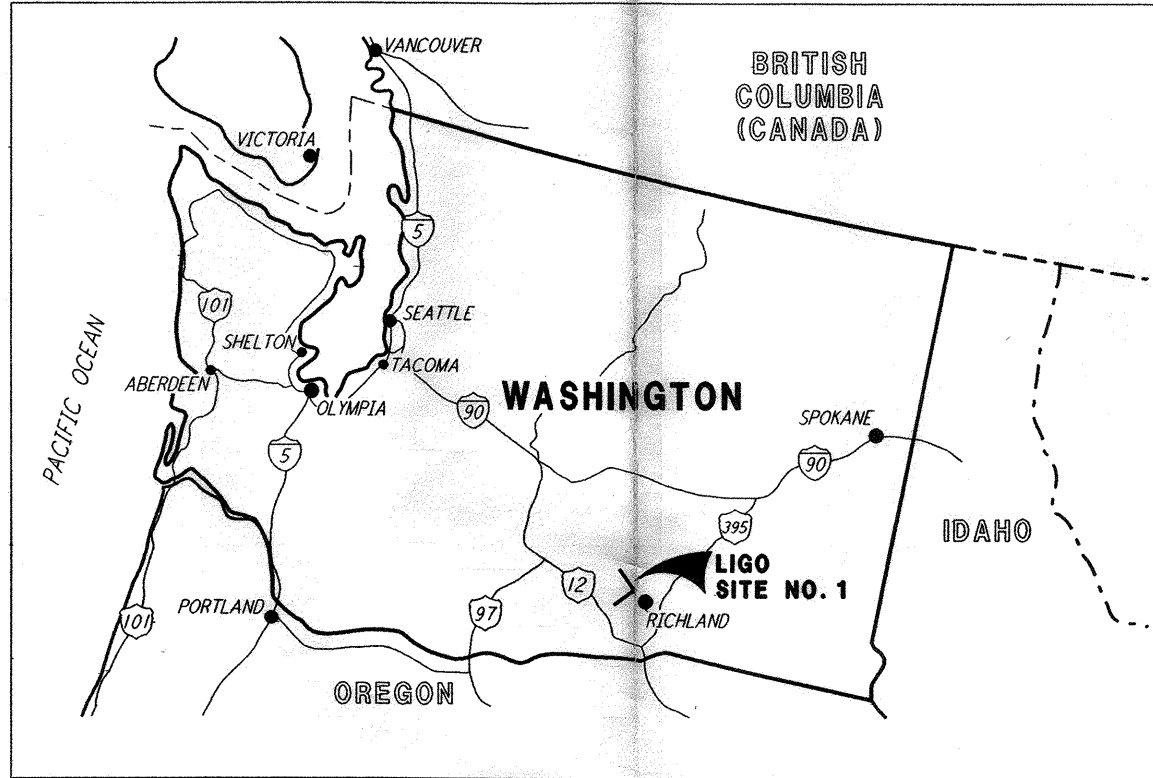 VANCOUVER
BRITISH
COLUMBIA
(CANADA)
VICTORIA
5
101
SEATTLE
SHELTON
TACOMA
ABERDEEN
OLYMPIA
PACIFIC OCEAN
90
WASHINGTON
SPOKANE
5
90
395
IDAHO
LIGO
SITE NO. 1
12
RICHLAND
97
PORTLAND
101
OREGON